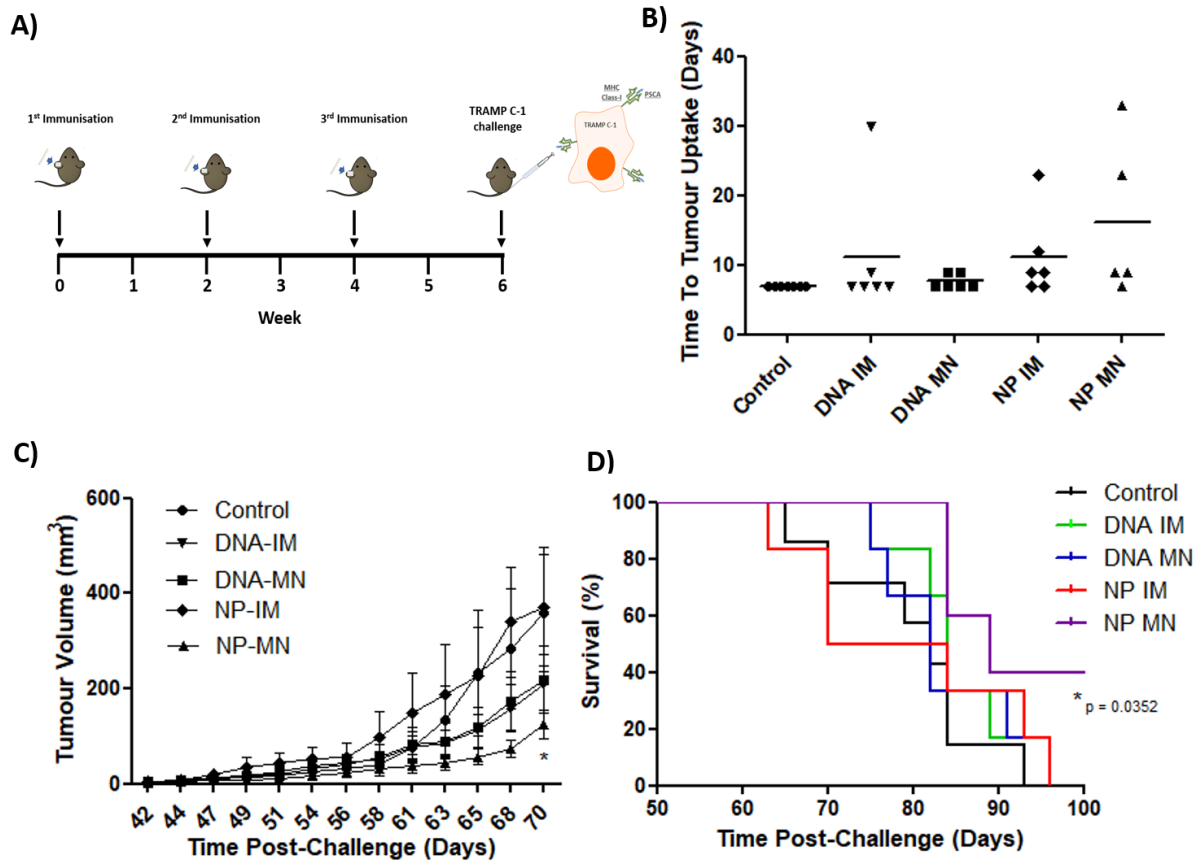 A)
1st Immunisation
2nd Immunisation
3rd Immunisation
TRAMP C-1
challenge
MHC
Class-I
PSCA
TRAMP C-1
0 1 2 3 4 5 6
Week
B)
Time To Tumour Uptake (Days)
40
30
20
10
0
Control
DNA IM
DNA MN
NP IM
NP MN
C)
Tumour Volume (mm3)
600
400
200
0
Control
DNA-IM
DNA-MN
NP-IM
NP-MN
*
42 44 47 49 51 54 56 58 61 63 65 68 70
Time Post-Challenge (Days)
D)
Survival (%)
100
80
60
40
20
0
50 60 70 80 90 100
Time Post-Challenge (Days)
Control
DNA IM
DNA MN
NP IM
NP MN
* p = 0.0352